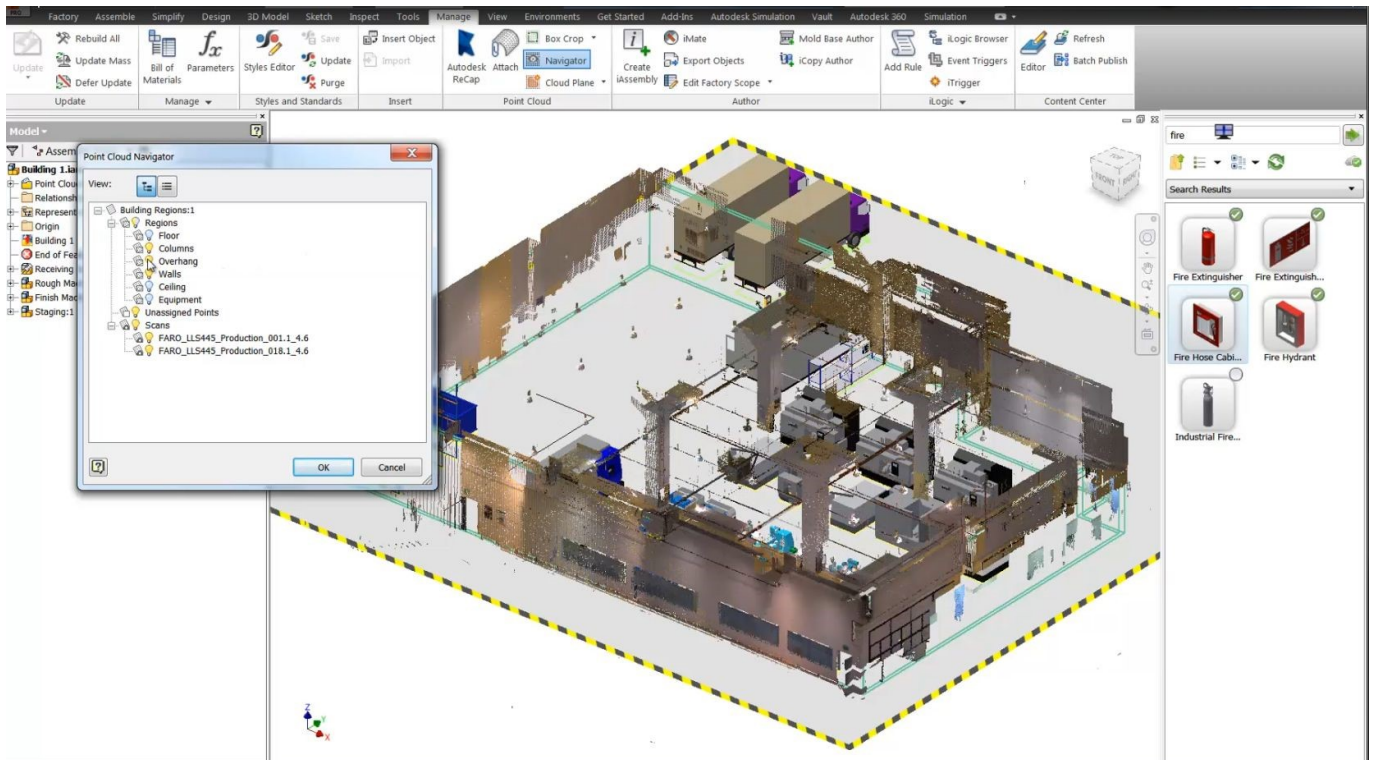 Factory Assemble Simplify Design 3D Model Sketch Inspect Tools Manage View Environments Get Started Add-Ins Autodesk Simulation Vault Autodesk 360 Simulation
Update
Rebuild All
Update Mass
Defer Update
Update
Bill of Materials
Parameters
Manage
Styles Editor
Save
Update
Purge
Styles and Standards
Insert Object
Import
Insert
Autodesk ReCap
Attach
Box Crop
Navigator
Cloud Plane
Point Cloud
Create iAssembly
iMate
Export Objects
Edit Factory Scope
Mold Base Author
iCopy Author
Author
Add Rule
iLogic Browser
Event Triggers
iTrigger
iLogic
Editor
Refresh
Batch Publish
Content Center
Model
Assem
Building 1.ia
Point Clou
Relationsh
Represent
Origin
Building 1
End of Fea
Receiving
Rough Ma
Finish Mac
Staging:1
Point Cloud Navigator
View:
Building Regions:1
Regions
Floor
Columns
Overhang
Walls
Ceiling
Equipment
Unassigned Points
Scans
FARO_LLS445_Production_001.1_4.6
FARO_LLS445_Production_018.1_4.6
OK Cancel
TOP
FRONT
Z
Y
X
fire
Search Results
Fire Extinguisher
Fire Extinguish...
Fire Hose Cabi...
Fire Hydrant
Industrial Fire...